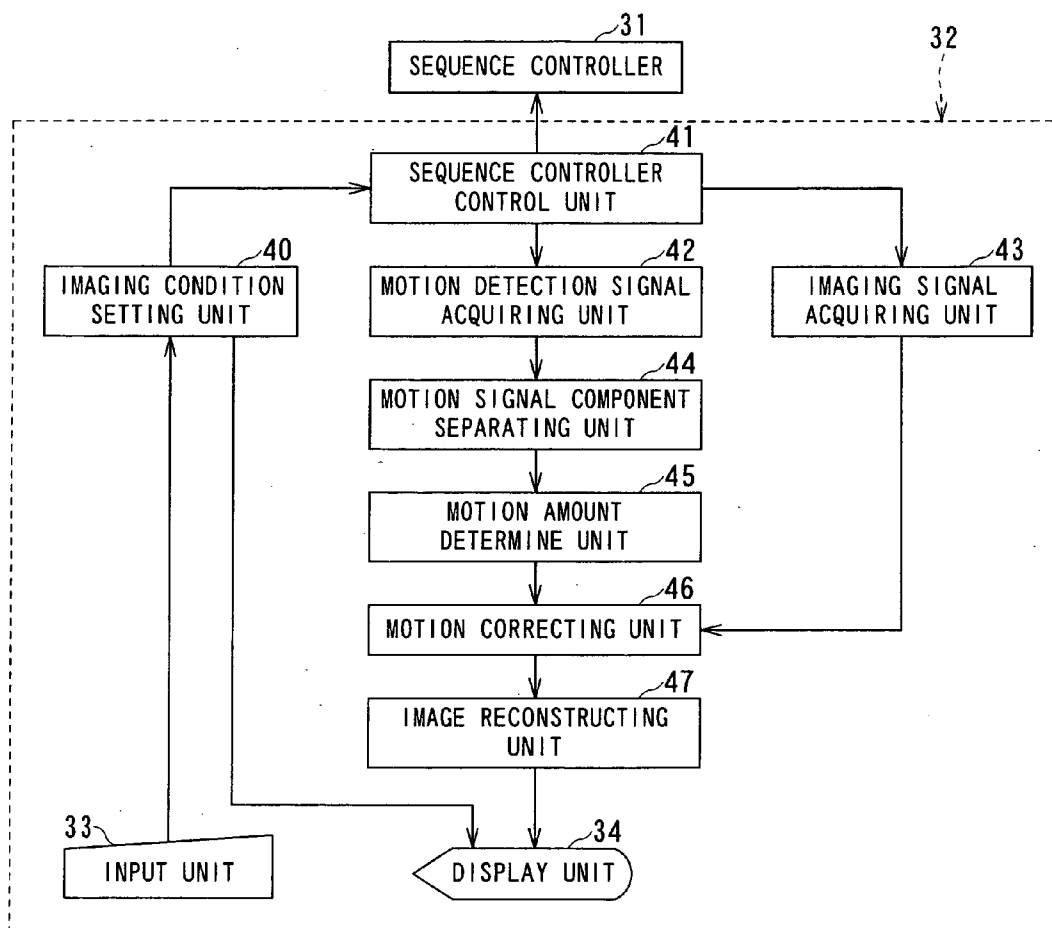 31
SEQUENCE CONTROLLER
32
41
SEQUENCE CONTROLLER
CONTROL UNIT
40
IMAGING CONDITION
SETTING UNIT
42
MOTION DETECTION SIGNAL
ACQUIRING UNIT
43
IMAGING SIGNAL
ACQUIRING UNIT
44
MOTION SIGNAL COMPONENT
SEPARATING UNIT
45
MOTION AMOUNT
DETERMINE UNIT
46
MOTION CORRECTING UNIT
47
IMAGE RECONSTRUCTING
UNIT
33
INPUT UNIT
34
DISPLAY UNIT